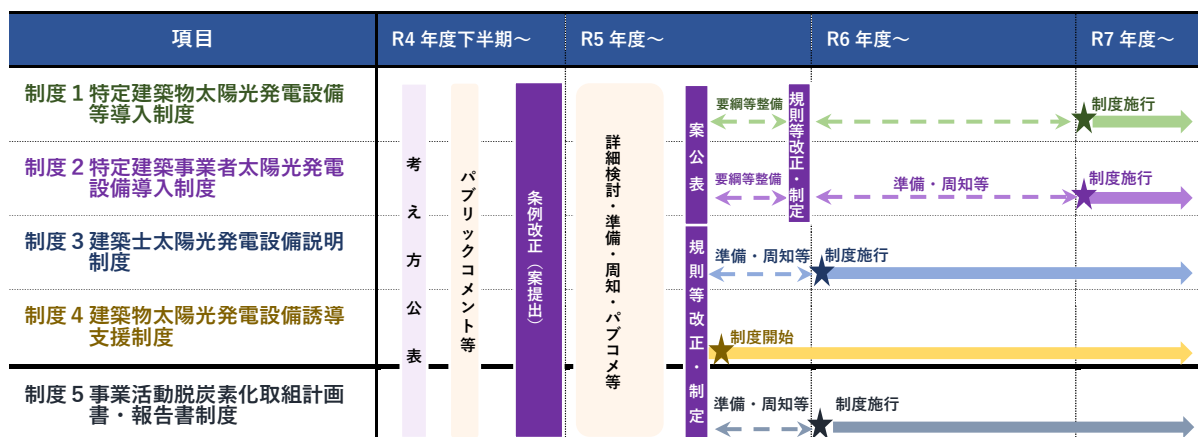 項目
R4 年度下半期～
R5 年度～
R6 年度～
R7 年度～
制度１特定建築物太陽光発電設備
等導入制度
制度２特定建築事業者太陽光発電
設備導入制度
制度３建築士太陽光発電設備説明
制度
制度４建築物太陽光発電設備誘導
支援制度
制度５事業活動脱炭素化取組計画
書・報告書制度
考え方公表
パブリックコメント等
条例改正（案提出）
詳細検討・準備・周知・パブコメ等
案公表
規則等改正・制定
要綱等整備
規則等改正・制定
制度施行
要綱等整備
準備・周知等
制度施行
準備・周知等
制度施行
制度開始
準備・周知等
制度施行